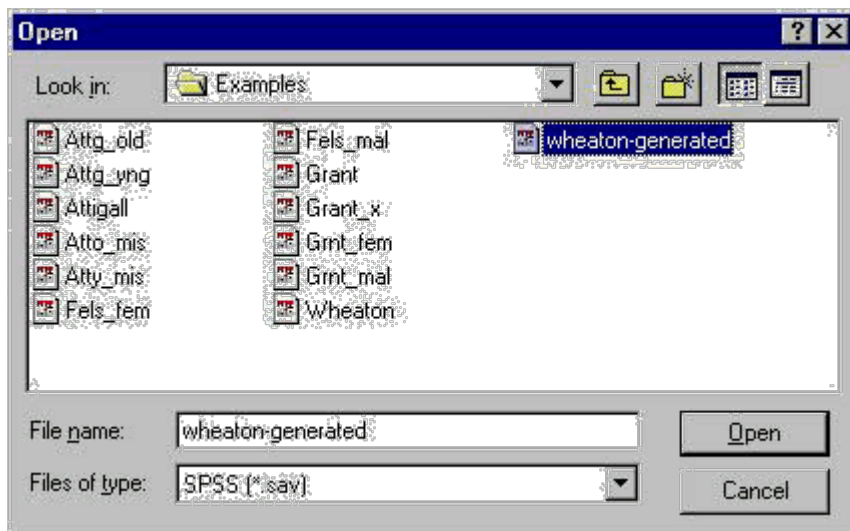 Open
Look in: Examples
Attg_old
Attg_yng
Attigall
Atto_mis
Atty_mis
Fels_fem
Fels_mal
Grant
Grant_x
Grnt_fem
Grnt_mal
Wheaton
wheaton-generated
File name: wheaton-generated
Open
Files of type: SPSS (*.sav)
Cancel